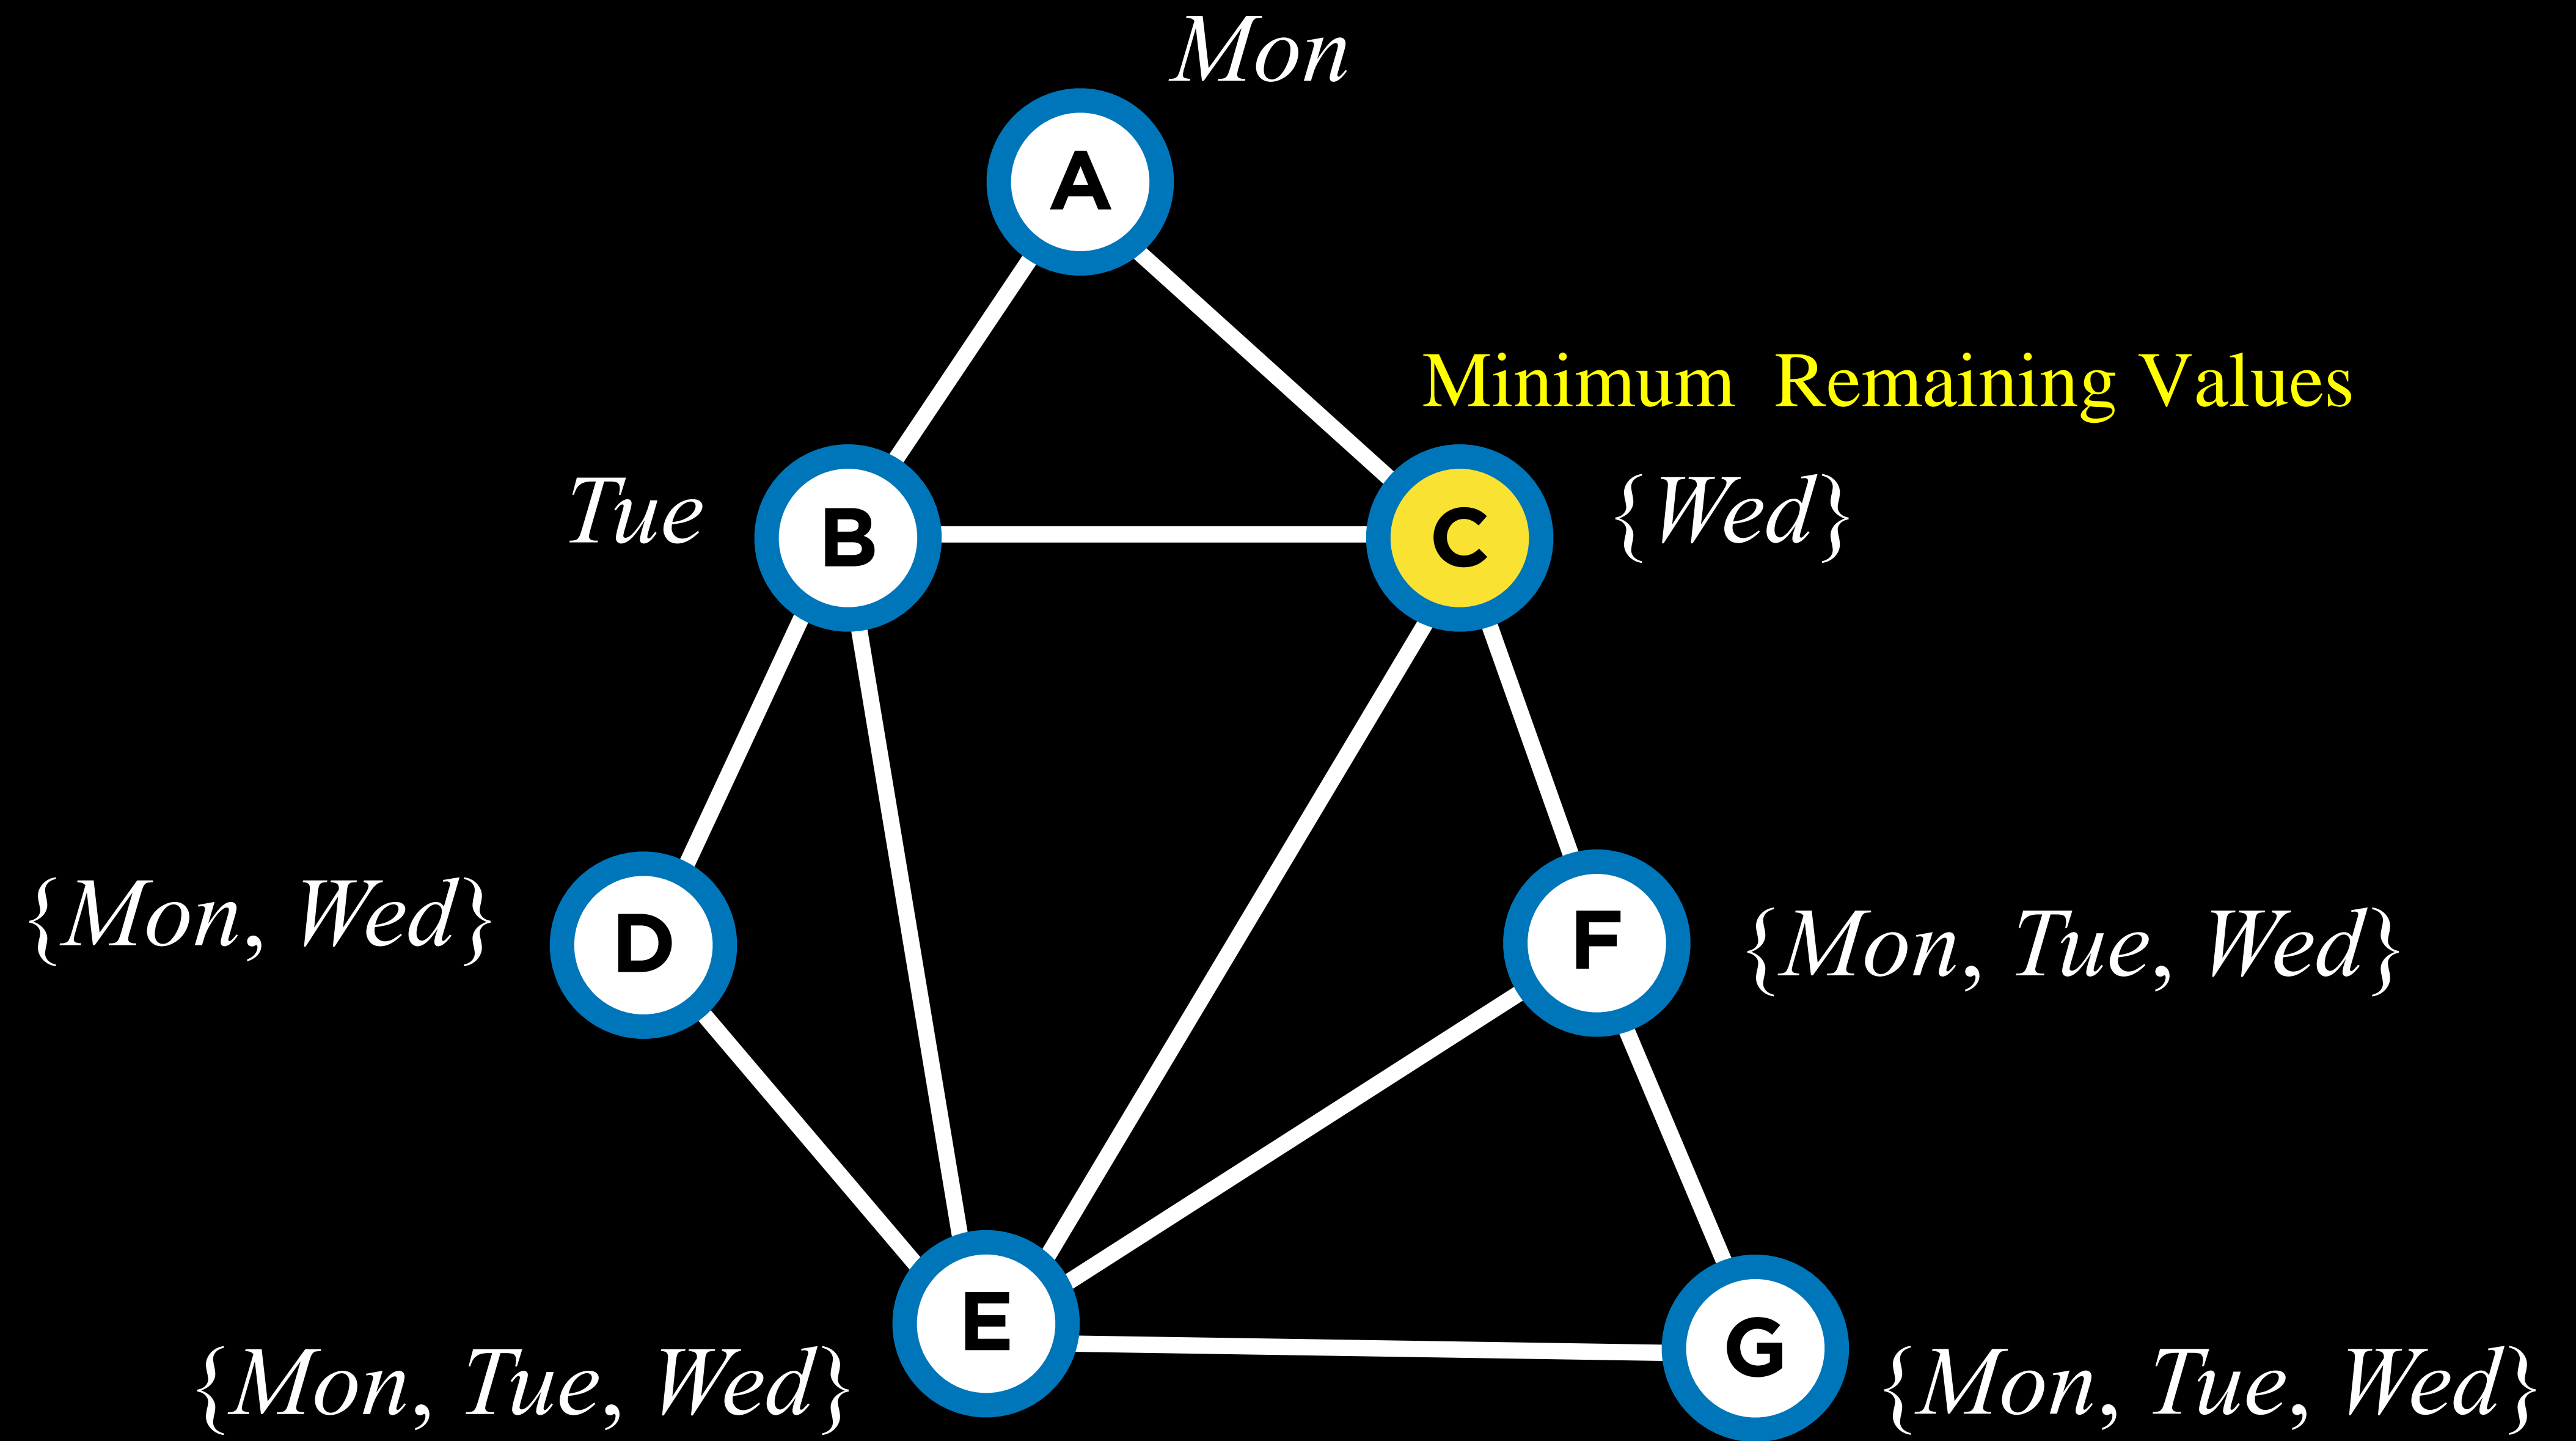 Mon
A
Minimum Remaining Values
Tue
B
C
{Wed}
{Mon, Wed}
D
F
{Mon, Tue, Wed}
E
{Mon, Tue, Wed}
G
{Mon, Tue, Wed}